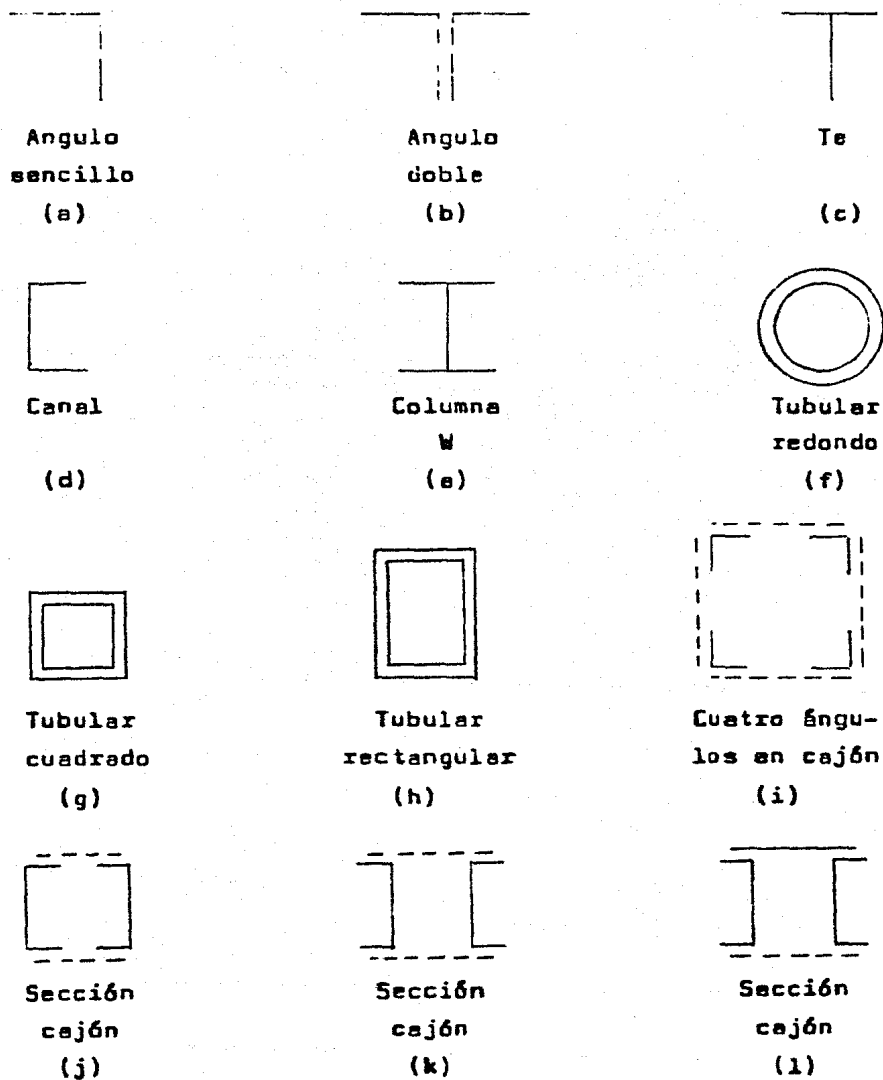 Angulo
sencillo
(a)
Angulo
doble
(b)
Te
(c)
Canal
(d)
Columna
W
(e)
Tubular
redondo
(f)
Tubular
cuadrado
(g)
Tubular
rectangular
(h)
Cuatro ángu-
los en cajón
(i)
Sección
cajón
(j)
Sección
cajón
(k)
Sección
cajón
(l)